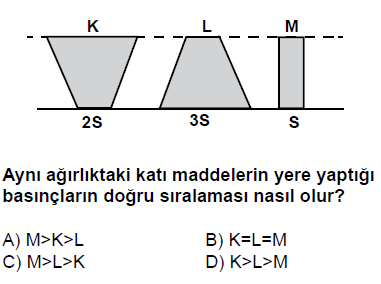 K L M
2S 3S S
Aynı ağırlıktaki katı maddelerin yere yaptığı
basınçların doğru sıralaması nasıl olur?
A) M>K>L B) K=L=M
C) M>L>K D) K>L>M